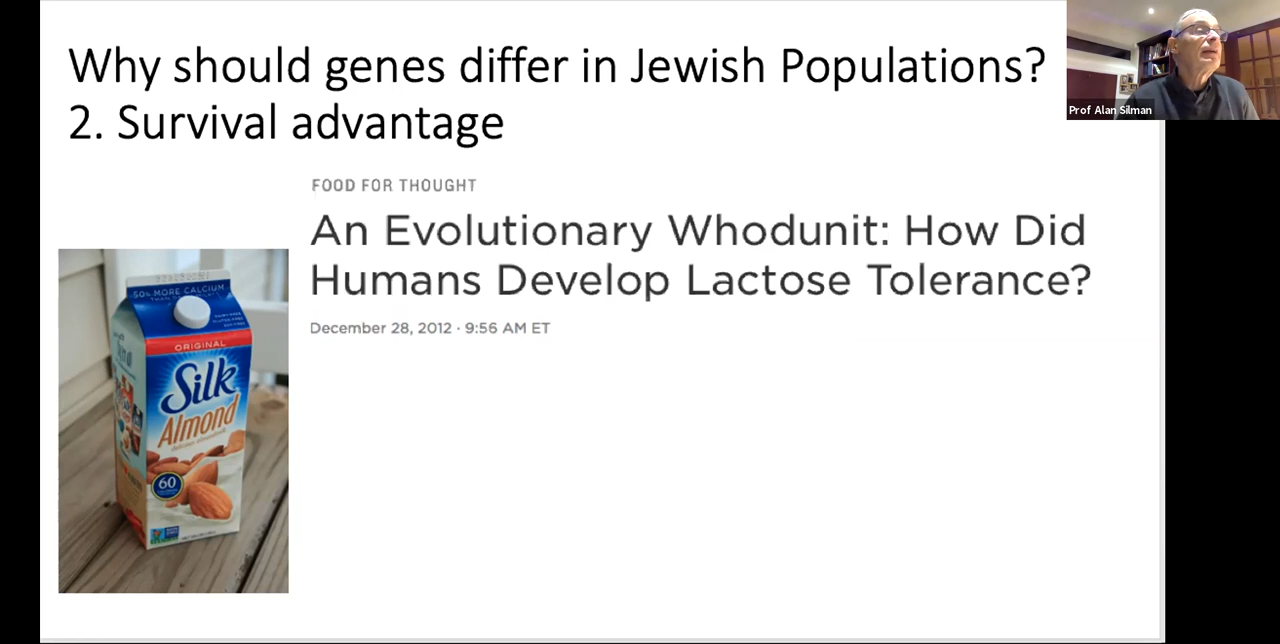 Why should genes differ in Jewish Populations?
2. Survival advantage
Prof Alan Silman
FOOD FOR THOUGHT
An Evolutionary Whodunit: How Did
Humans Develop Lactose Tolerance?
December 28, 2012 · 9:56 AM ET
50% MORE CALCIUM
ORIGINAL
Silk
Almond
60